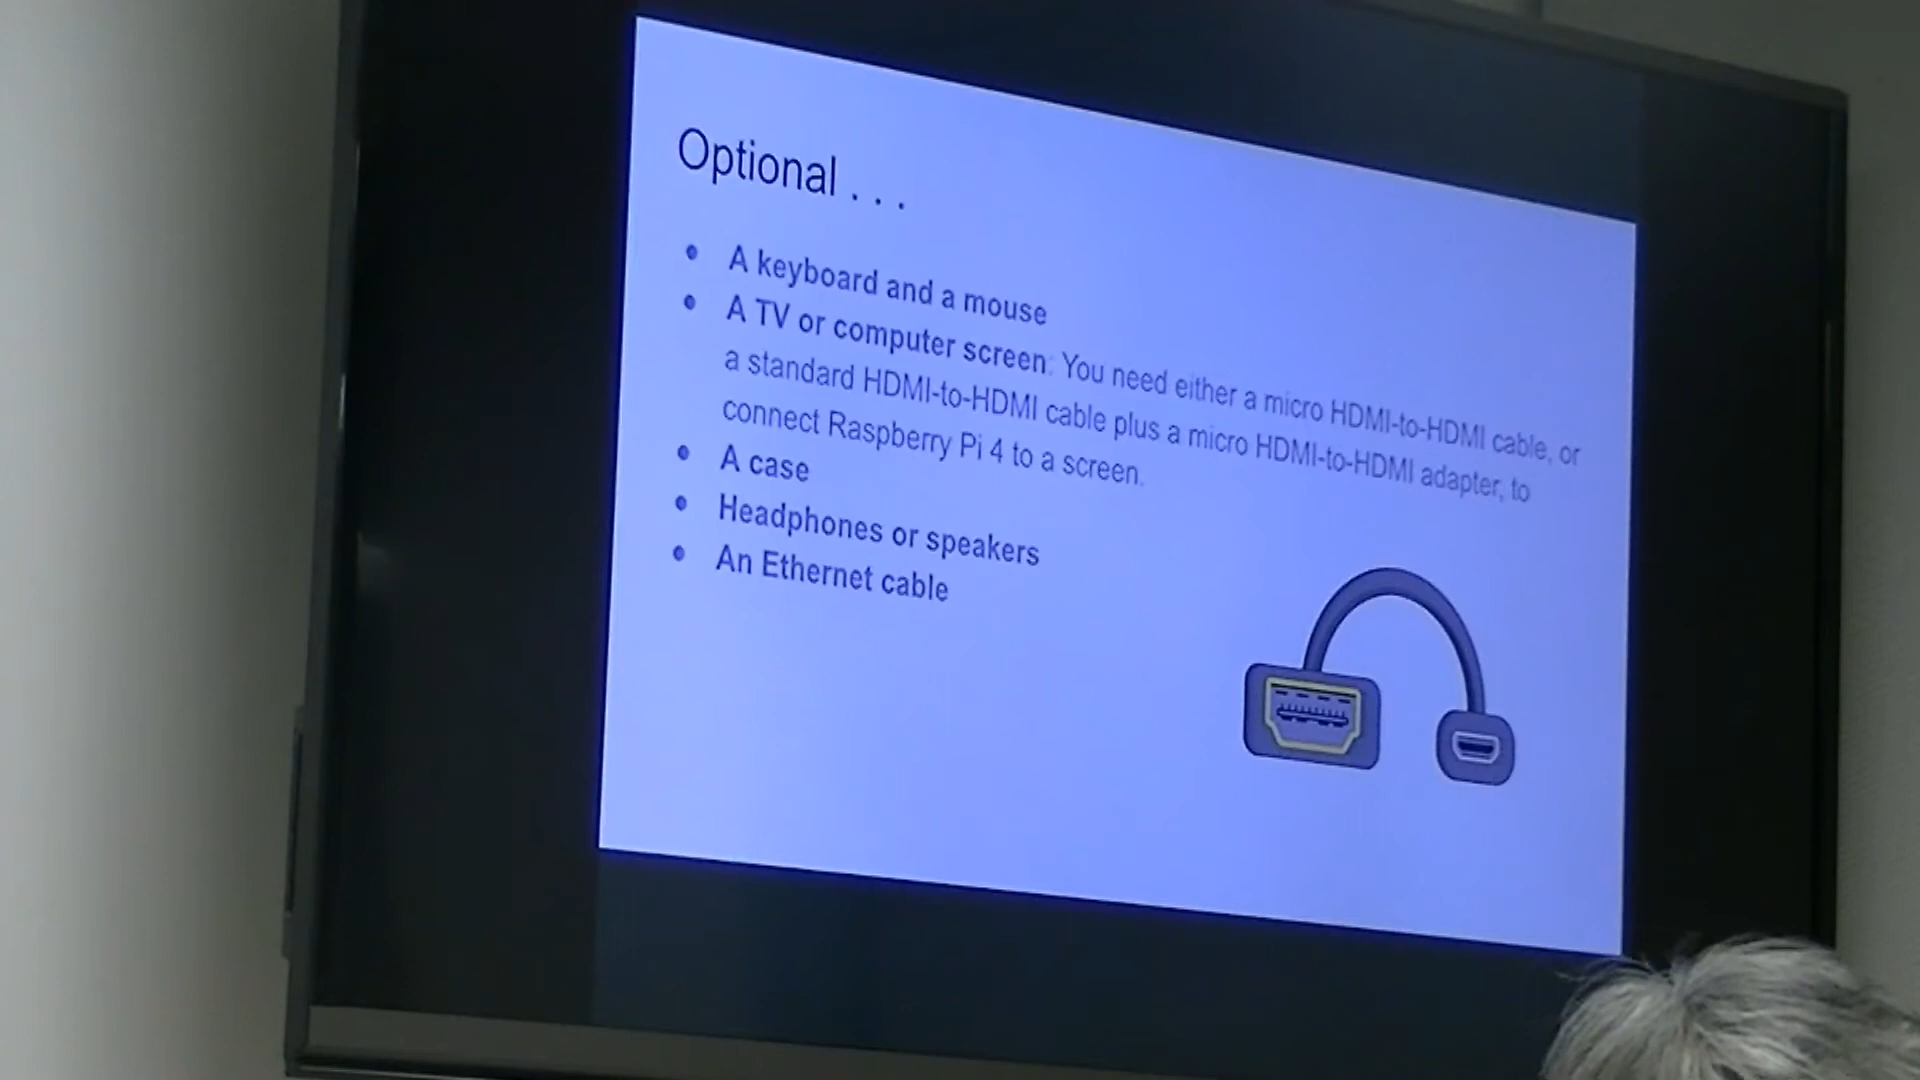 Optional . . .
• A keyboard and a mouse
• A TV or computer screen: You need either a micro HDMI-to-HDMI cable, or
a standard HDMI-to-HDMI cable plus a micro HDMI-to-HDMI adapter, to
connect Raspberry Pi 4 to a screen.
• A case
• Headphones or speakers
• An Ethernet cable